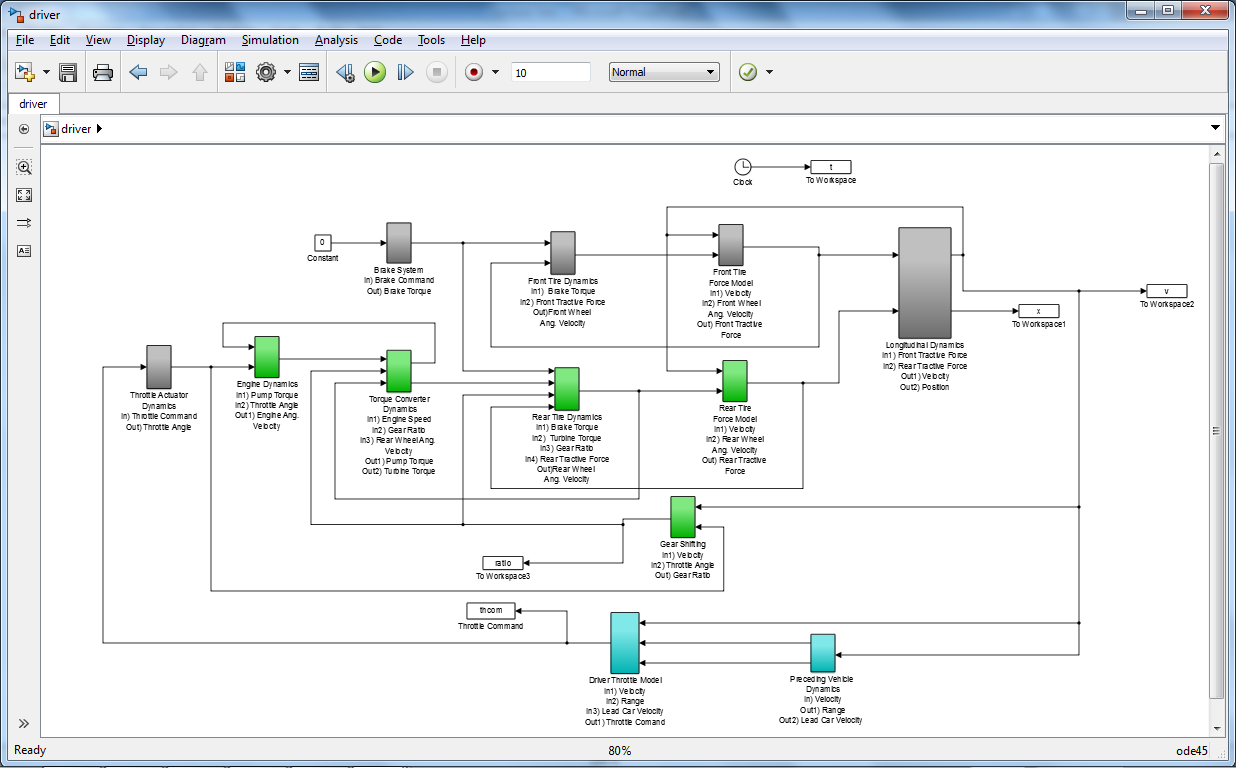 driver
File Edit View Display Diagram Simulation Analysis Code Tools Help
10
Normal
driver
driver
Clock
t
To Workspace
0
Constant
Brake System
In) Brake Command
Out) Brake Torque
Front Tire Dynamics
In1) Brake Torque
In2) Front Tractive Force
Out)Front Wheel
Ang. Velocity
Front Tire
Force Model
In1) Velocity
In2) Front Wheel
Ang. Velocity
Out) Front Tractive
Force
Longitudinal Dynamics
In1) Front Tractive Force
In2) Rear Tractive Force
Out1) Velocity
Out2) Position
v
To Workspace2
x
To Workspace1
Throttle Actuator
Dynamics
In) Throttle Command
Out) Throttle Angle
Engine Dynamics
In1) Pump Torque
In2) Throttle Angle
Out1) Engine Ang.
Velocity
Torque Converter
Dynamics
In1) Engine Speed
In2) Gear Ratio
In3) Rear Wheel Ang.
Velocity
Out1) Pump Torque
Out2) Turbine Torque
Rear Tire Dynamics
In1) Brake Torque
In2) Turbine Torque
In3) Gear Ratio
In4) Rear Tractive Force
Out)Rear Wheel
Ang. Velocity
Rear Tire
Force Model
In1) Velocity
In2) Rear Wheel
Ang. Velocity
Out) Rear Tractive
Force
Gear Shifting
In1) Velocity
In2) Throttle Angle
Out) Gear Ratio
ratio
To Workspace3
thcom
Throttle Command
Driver Throttle Model
In1) Velocity
In2) Range
In3) Lead Car Velocity
Out1) Throttle Comand
Preceding Vehicle
Dynamics
In) Velocity
Out1) Range
Out2) Lead Car Velocity
Ready
80%
ode45